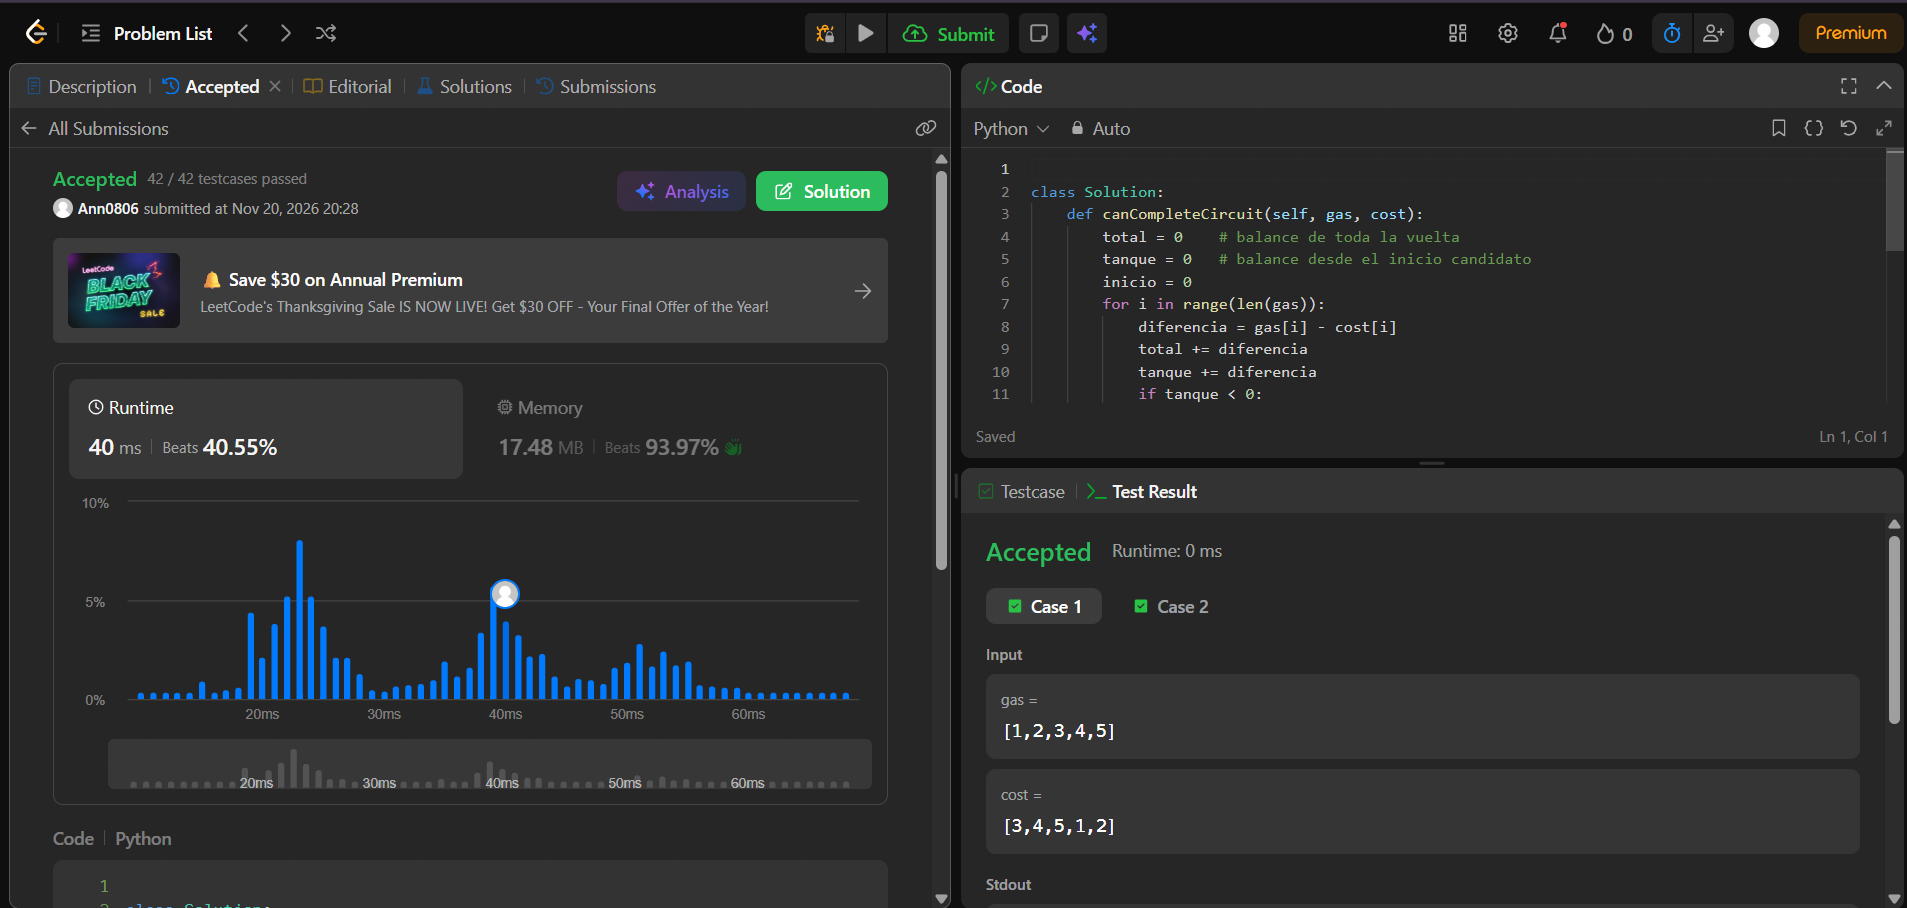 Problem List
Submit
0
Premium
Description
Accepted
Editorial
Solutions
Submissions
All Submissions
Accepted 42 / 42 testcases passed
Ann0806 submitted at Nov 20, 2026 20:28
Analysis
Solution
LeetCode
BLACK
FRIDAY
SALE
Save $30 on Annual Premium
LeetCode's Thanksgiving Sale IS NOW LIVE! Get $30 OFF - Your Final Offer of the Year!
Runtime
40 ms Beats 40.55%
Memory
17.48 MB Beats 93.97%
10%
5%
0%
20ms 30ms 40ms 50ms 60ms
20ms 30ms 40ms 50ms 60ms
Code Python
1
2 class Solution:
</> Code
Python
Auto
1
2 class Solution:
3 def canCompleteCircuit(self, gas, cost):
4 total = 0 # balance de toda la vuelta
5 tanque = 0 # balance desde el inicio candidato
6 inicio = 0
7 for i in range(len(gas)):
8 diferencia = gas[i] - cost[i]
9 total += diferencia
10 tanque += diferencia
11 if tanque < 0:
Saved
Ln 1, Col 1
Testcase
Test Result
Accepted Runtime: 0 ms
Case 1
Case 2
Input
gas =
[1,2,3,4,5]
cost =
[3,4,5,1,2]
Stdout